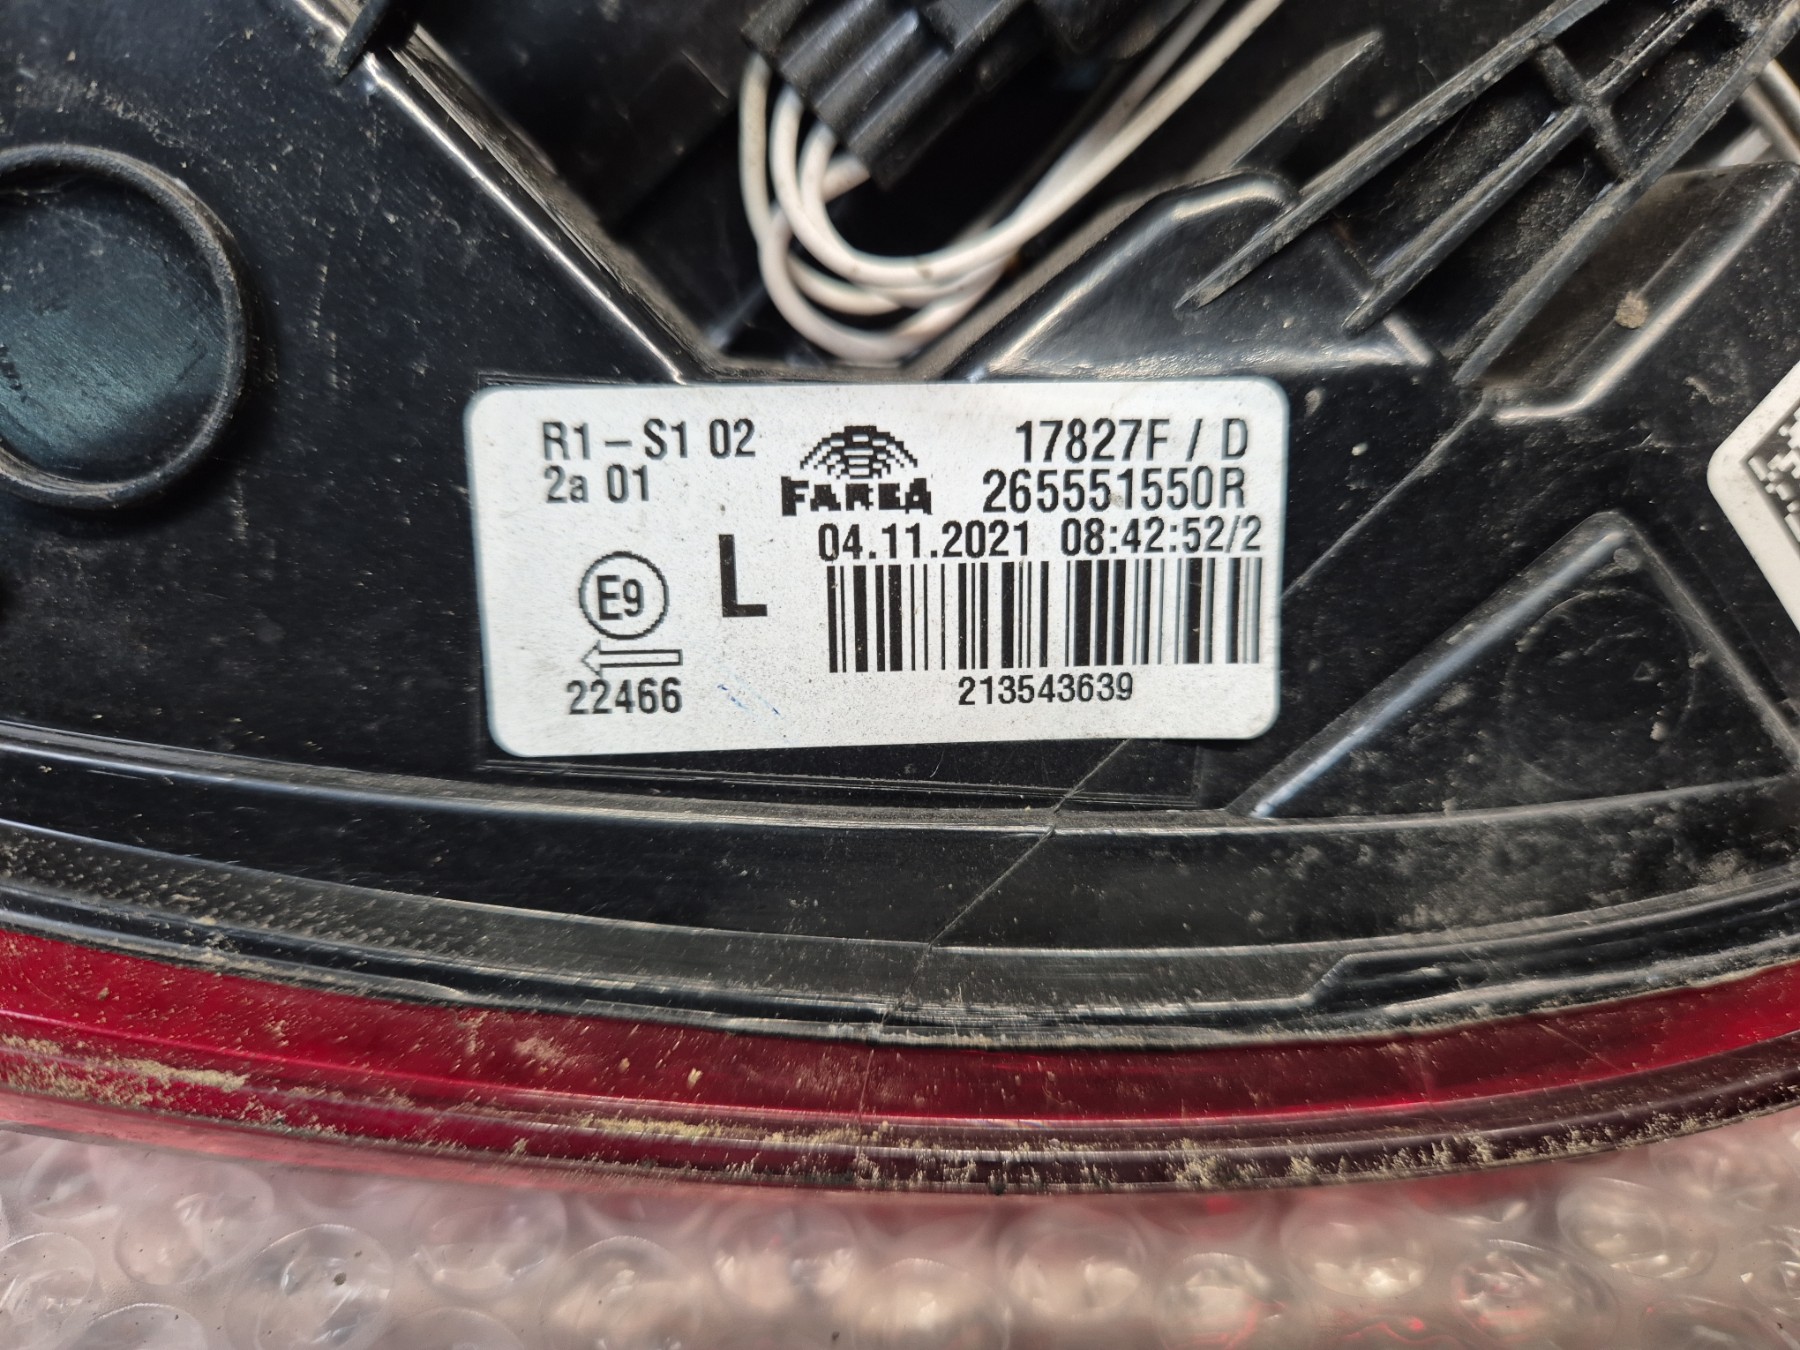 R1 – S1 02
2a 01
FARBA
17827F / D
265551550R
04.11.2021 08:42:52/2
E9
L
22466
213543639